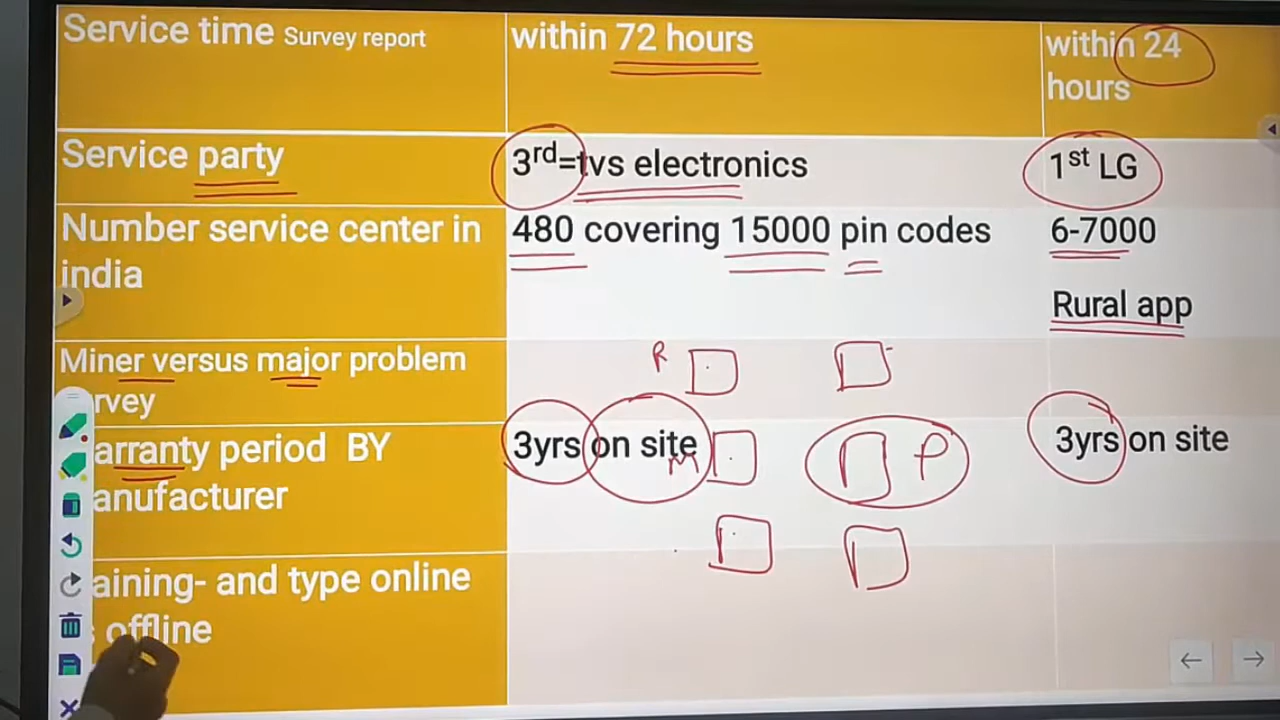 Service time Survey report
within 72 hours
within 24
hours
Service party
3rd=tvs electronics
1st LG
Number service center in
india
480 covering 15000 pin codes
6-7000
Rural app
Miner versus major problem
rvey
R
arranty period BY
anufacturer
3yrs on site
M
P
3yrs on site
aining- and type online
offline